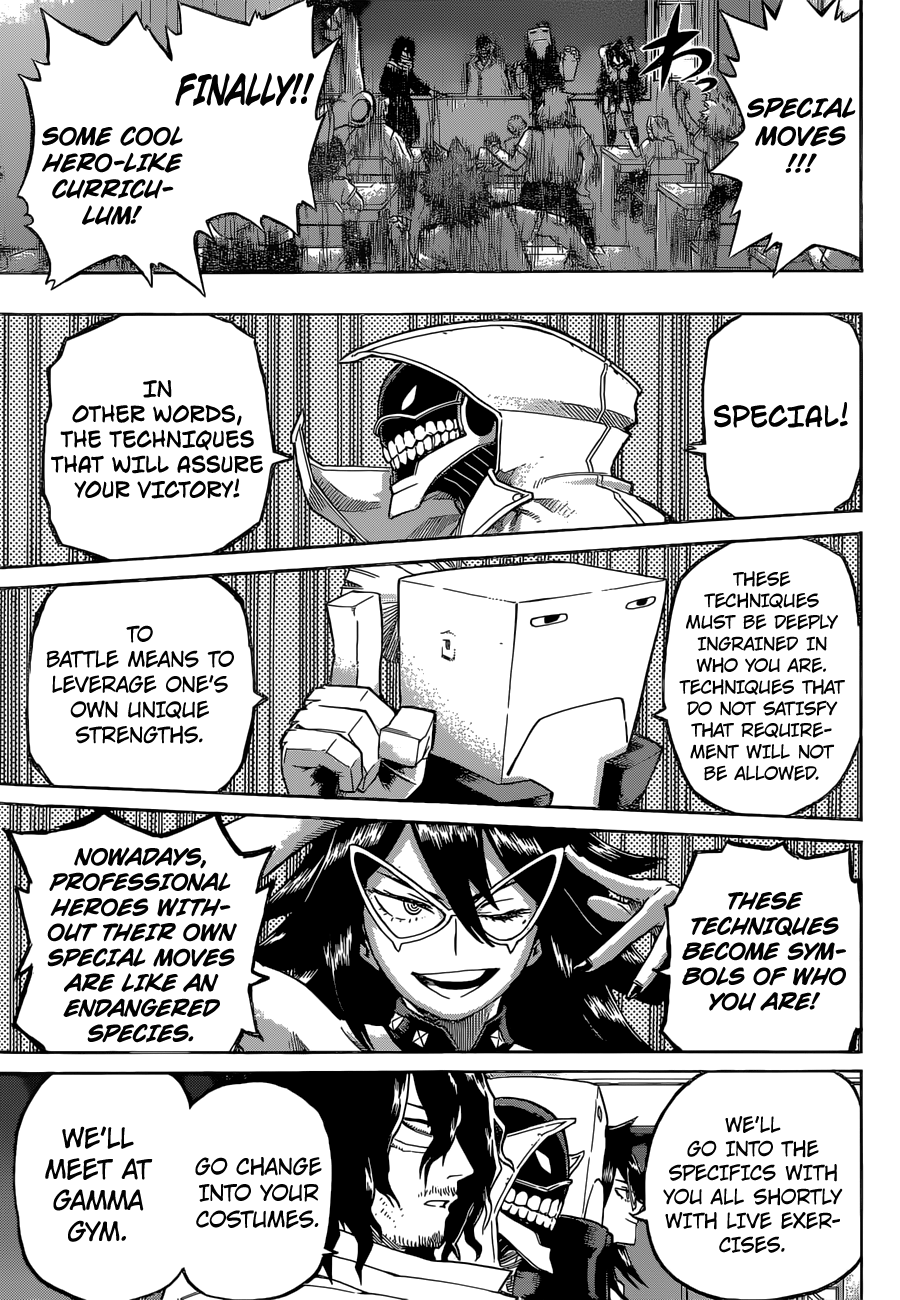 SPECIAL
MOVES
!!!
わっ
FINALLY!!
SOME COOL
HERO-LIKE
CURRICU-
LUM!
SPECIAL!
IN
OTHER WORDS,
THE TECHNIQUES
THAT WILL ASSURE
YOUR VICTORY!
THESE
TECHNIQUES
MUST BE DEEPLY
INGRAINED IN
WHO YOU ARE.
TECHNIQUES THAT
DO NOT SATISFY
THAT REQUIRE-
MENT WILL NOT
BE ALLOWED.
TO
BATTLE MEANS TO
LEVERAGE ONE'S
OWN UNIQUE
STRENGTHS.
THESE
TECHNIQUES
BECOME SYM-
BOLS OF WHO
YOU ARE!
NOWADAYS,
PROFESSIONAL
HEROES WITH-
OUT THEIR OWN
SPECIAL MOVES
ARE LIKE AN
ENDANGERED
SPECIES.
WE'LL
GO INTO THE
SPECIFICS WITH
YOU ALL SHORTLY
WITH LIVE EXER-
CISES.
GO CHANGE
INTO YOUR
COSTUMES.
WE'LL
MEET AT
GAMMA
GYM.